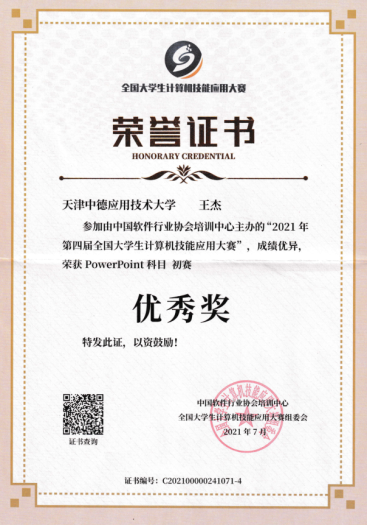 全国大学生计算机技能应用大赛
荣誉证书
HONORARY CREDENTIAL
天津中德应用技术大学 王杰
参加由中国软件行业协会培训中心主办的“2021 年
第四届全国大学生计算机技能应用大赛”，成绩优异，
荣获 PowerPoint 科目 初赛
优秀奖
特发此证，以资鼓励！
证书查询
中国软件行业协会培训中心
全国大学生计算机技能应用大赛组委会
2021 年 7 月
证书编号：C202100000241071-4